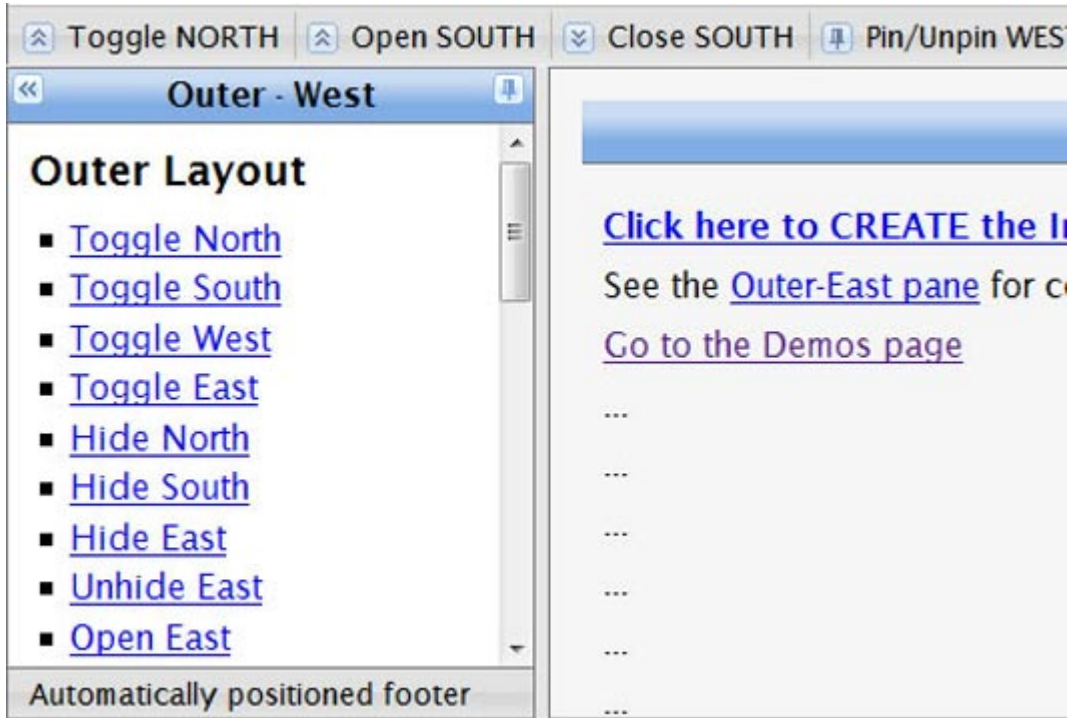 Toggle NORTH Open SOUTH Close SOUTH Pin/Unpin WEST
Outer - West
Outer Layout
Toggle North
Toggle South
Toggle West
Toggle East
Hide North
Hide South
Hide East
Unhide East
Open East
Automatically positioned footer
Click here to CREATE the
See the Outer-East pane for
Go to the Demos page
...
...
...
...
...
...